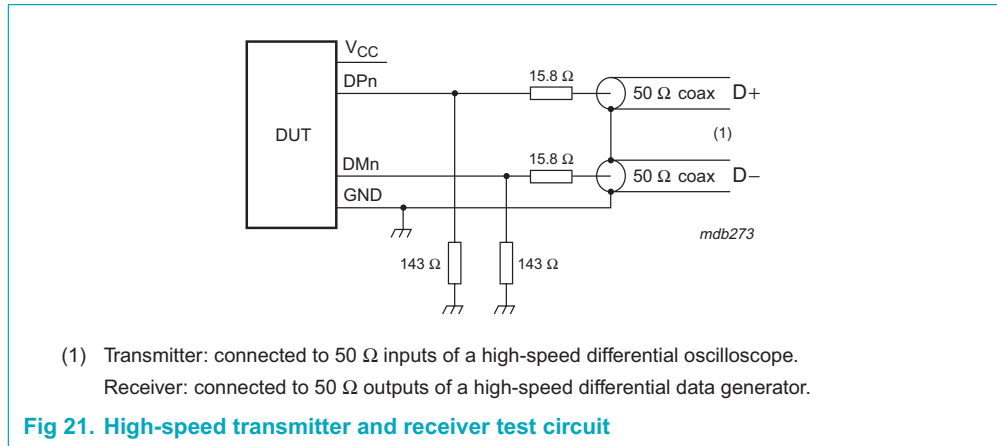 V_CC
DPn
15.8 Ω
50 Ω coax D+
DUT
(1)
DMn
15.8 Ω
50 Ω coax D−
GND
mdb273
143 Ω
143 Ω
(1) Transmitter: connected to 50 Ω inputs of a high-speed differential oscilloscope.
Receiver: connected to 50 Ω outputs of a high-speed differential data generator.
Fig 21. High-speed transmitter and receiver test circuit